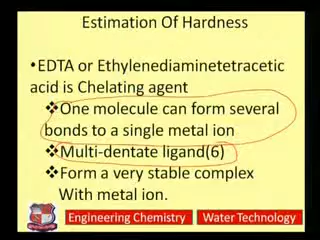 Estimation Of Hardness
•EDTA or Ethylenediaminetetracetic
acid is Chelating agent
❖One molecule can form several
bonds to a single metal ion
❖Multi-dentate ligand(6)
❖Form a very stable complex
With metal ion.
Engineering Chemistry Water Technology